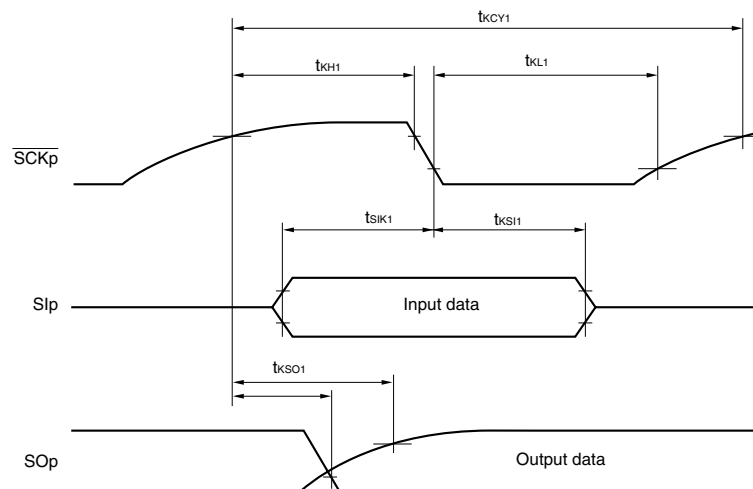 tKCY1
tKH1
tKL1
SCKp
tSIK1
tKSI1
SIp
Input data
tKSO1
SOp
Output data